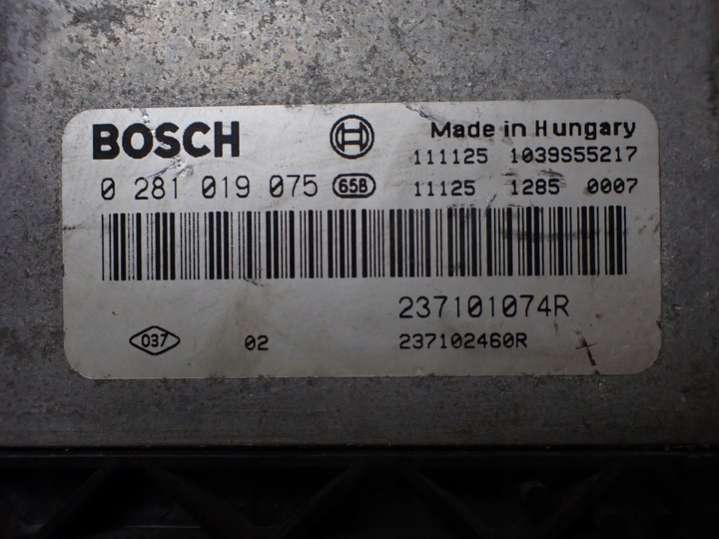 BOSCH Made in Hungary
111125 1039S55217
0 281 019 075 65B 11125 1285 0007
237101074R
037 02 237102460R